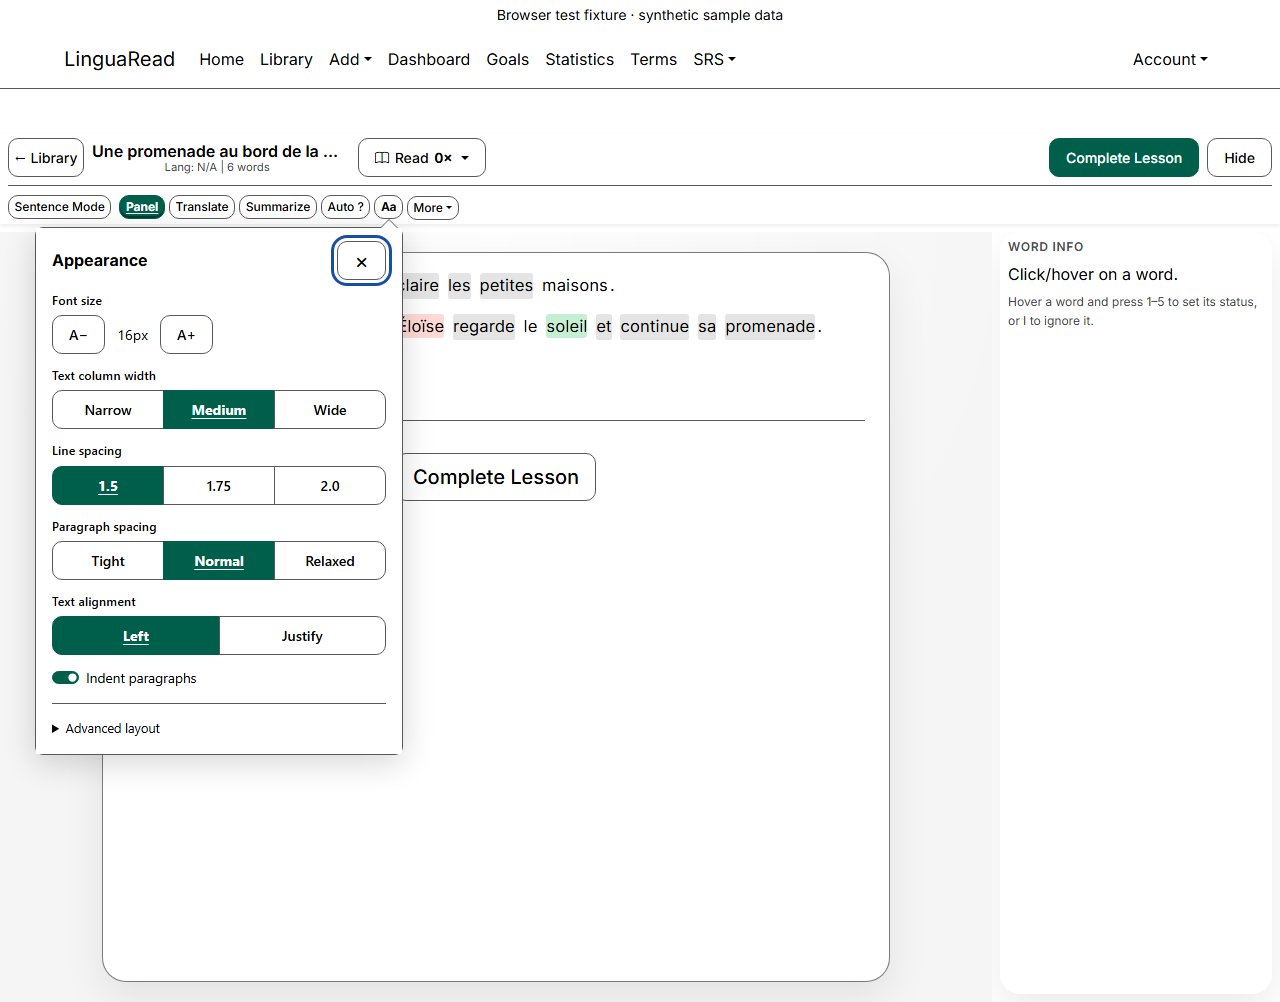 Browser test fixture · synthetic sample data
LinguaRead Home Library Add Dashboard Goals Statistics Terms SRS Account
← Library
Une promenade au bord de la ...
Lang: N/A | 6 words
Read 0×
Complete Lesson
Hide
Sentence Mode Panel Translate Summarize Auto ? Aa More
Appearance
×
Font size
A− 16px A+
Text column width
Narrow Medium Wide
Line spacing
1.5 1.75 2.0
Paragraph spacing
Tight Normal Relaxed
Text alignment
Left Justify
Indent paragraphs
Advanced layout
les petites maisons.
Éloïse regarde le soleil et continue sa promenade.
Complete Lesson
WORD INFO
Click/hover on a word.
Hover a word and press 1–5 to set its status,
or I to ignore it.